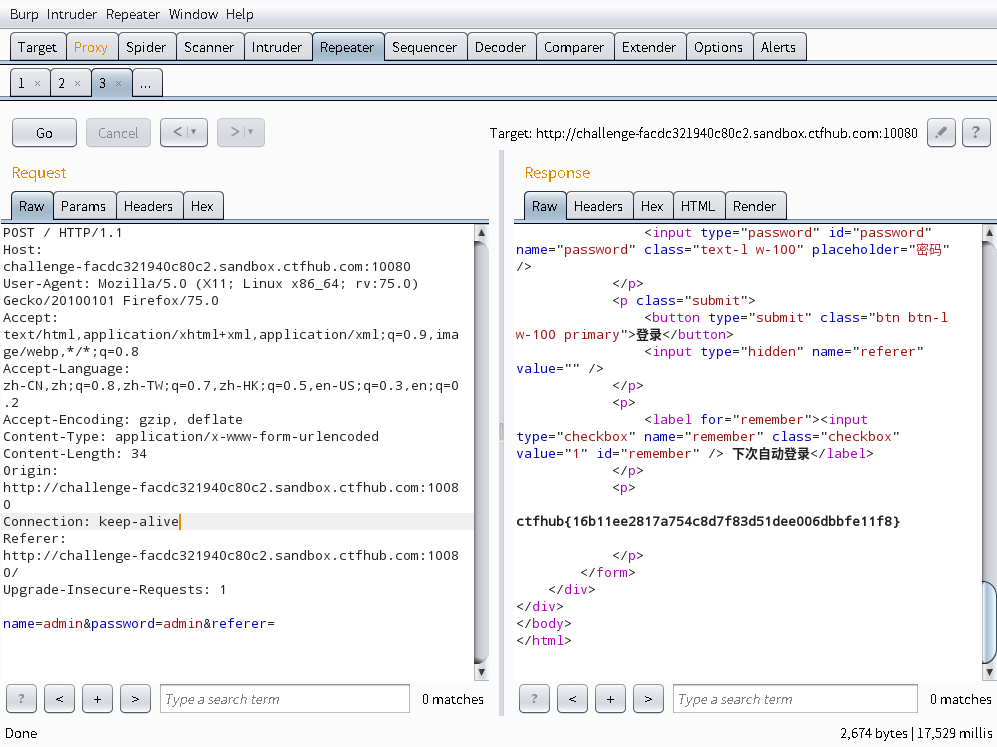 Burp Intruder Repeater Window Help
Target Proxy Spider Scanner Intruder Repeater Sequencer Decoder Comparer Extender Options Alerts
1 × 2 × 3 × ...
Go Cancel < | ▾ > | ▾ Target: http://challenge-facdc321940c80c2.sandbox.ctfhub.com:10080 ?
Request
Raw Params Headers Hex
POST / HTTP/1.1
Host:
challenge-facdc321940c80c2.sandbox.ctfhub.com:10080
User-Agent: Mozilla/5.0 (X11; Linux x86_64; rv:75.0)
Gecko/20100101 Firefox/75.0
Accept:
text/html,application/xhtml+xml,application/xml;q=0.9,ima
ge/webp,*/*;q=0.8
Accept-Language:
zh-CN,zh;q=0.8,zh-TW;q=0.7,zh-HK;q=0.5,en-US;q=0.3,en;q=0
.2
Accept-Encoding: gzip, deflate
Content-Type: application/x-www-form-urlencoded
Content-Length: 34
Origin:
http://challenge-facdc321940c80c2.sandbox.ctfhub.com:1008
0
Connection: keep-alive
Referer:
http://challenge-facdc321940c80c2.sandbox.ctfhub.com:1008
0/
Upgrade-Insecure-Requests: 1
name=admin&password=admin&referer=
? < + > Type a search term 0 matches
Response
Raw Headers Hex HTML Render
<input type="password" id="password"
name="password" class="text-l w-100" placeholder="密码"
/>
</p>
<p class="submit">
<button type="submit" class="btn btn-l
w-100 primary">登录</button>
<input type="hidden" name="referer"
value="" />
</p>
<p>
<label for="remember"><input
type="checkbox" name="remember" class="checkbox"
value="1" id="remember" /> 下次自动登录</label>
</p>
<p>
ctfhub{16b11ee2817a754c8d7f83d51dee006dbbfe11f8}
</p>
</form>
</div>
</div>
</body>
</html>
? < + > Type a search term 0 matches
Done 2,674 bytes | 17,529 millis